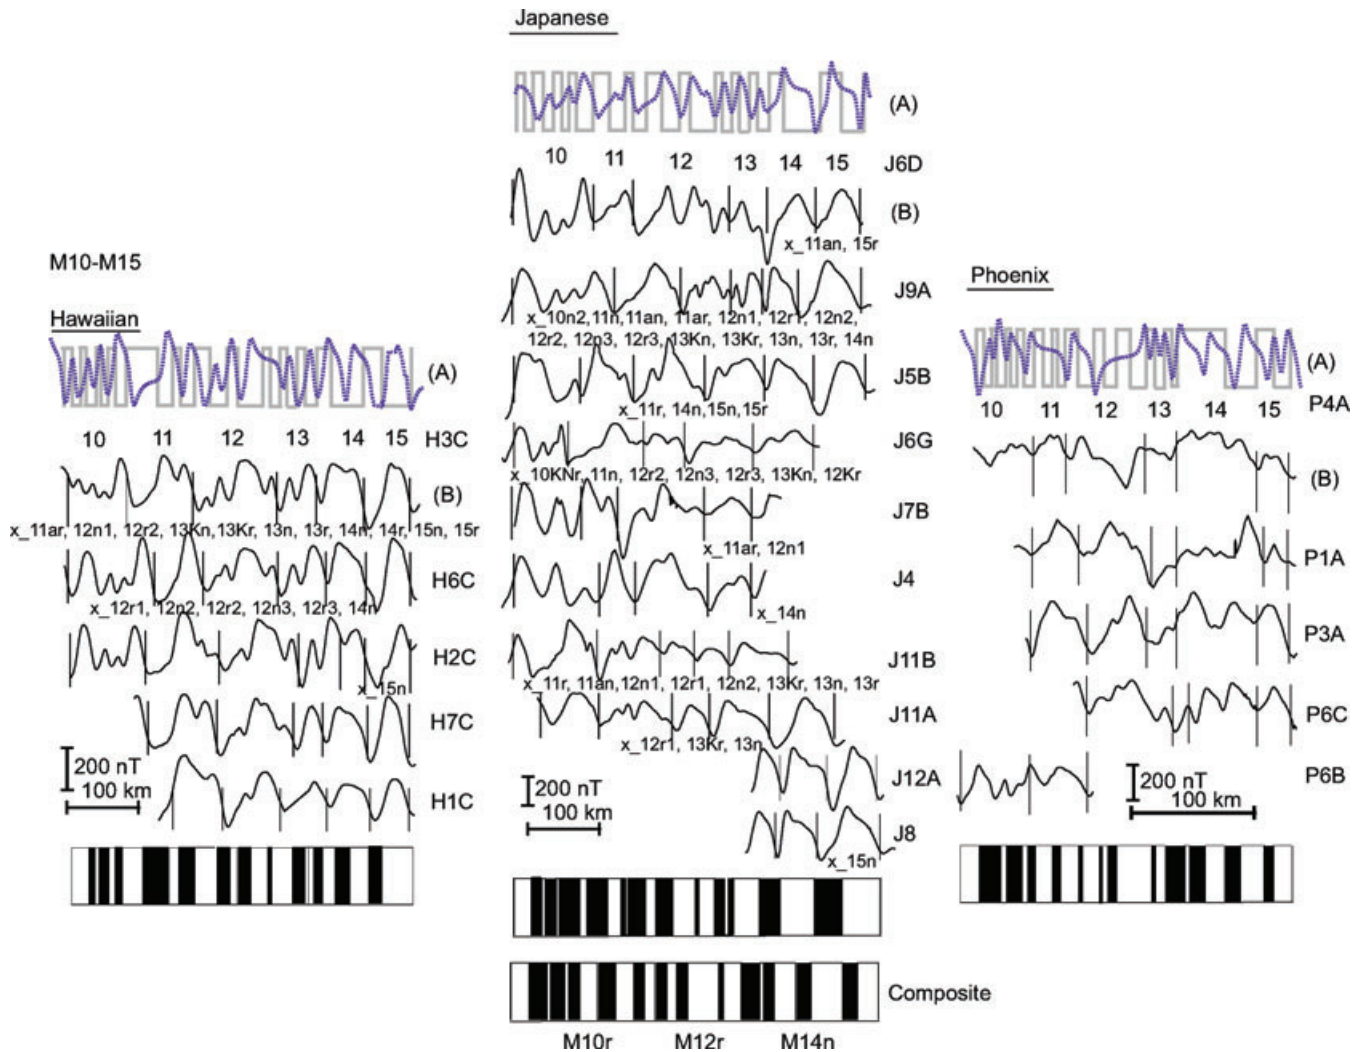 Japanese
(A)
10 11 12 13 14 15 J6D
(B)
x_11an, 15r
J9A
x_10n2, 11n, 11an, 11ar, 12n1, 12r1, 12n2,
12r2, 12n3, 12r3, 13Kn, 13Kr, 13n, 13r, 14n
J5B
x_11r, 14n, 15n, 15r
J6G
x_10KNr, 11n, 12r2, 12n3, 12r3, 13Kn, 12Kr
J7B
x_11ar, 12n1
J4
x_14n
J11B
x_11r, 11an, 12n1, 12r1, 12n2, 13Kr, 13n, 13r
J11A
x_12r1, 13Kr, 13n
200 nT
100 km
J12A
J8
x_15n
Composite
M10r M12r M14n
M10-M15
Hawaiian
(A)
10 11 12 13 14 15 H3C
(B)
x_11ar, 12n1, 12r2, 13Kn, 13Kr, 13n, 13r, 14n, 14r, 15n, 15r
H6C
x_12r1, 12n2, 12r2, 12n3, 12r3, 14n
H2C
x_15n
H7C
200 nT
100 km
H1C
Phoenix
(A)
P4A
10 11 12 13 14 15
(B)
P1A
P3A
P6C
P6B
200 nT
100 km